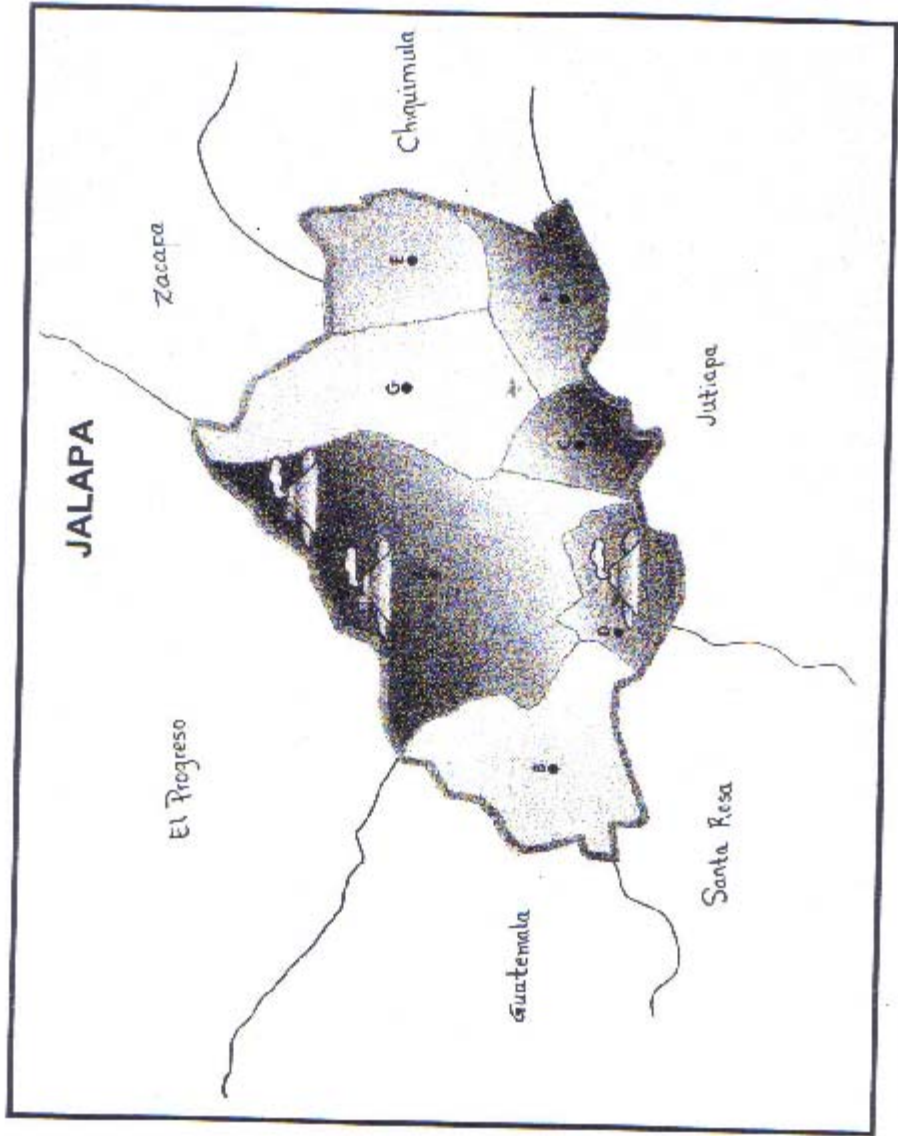 JALAPA
Zacapa
Chiquimula
El Progreso
E
G
B
Jutiapa
Guatemala
Santa Rosa